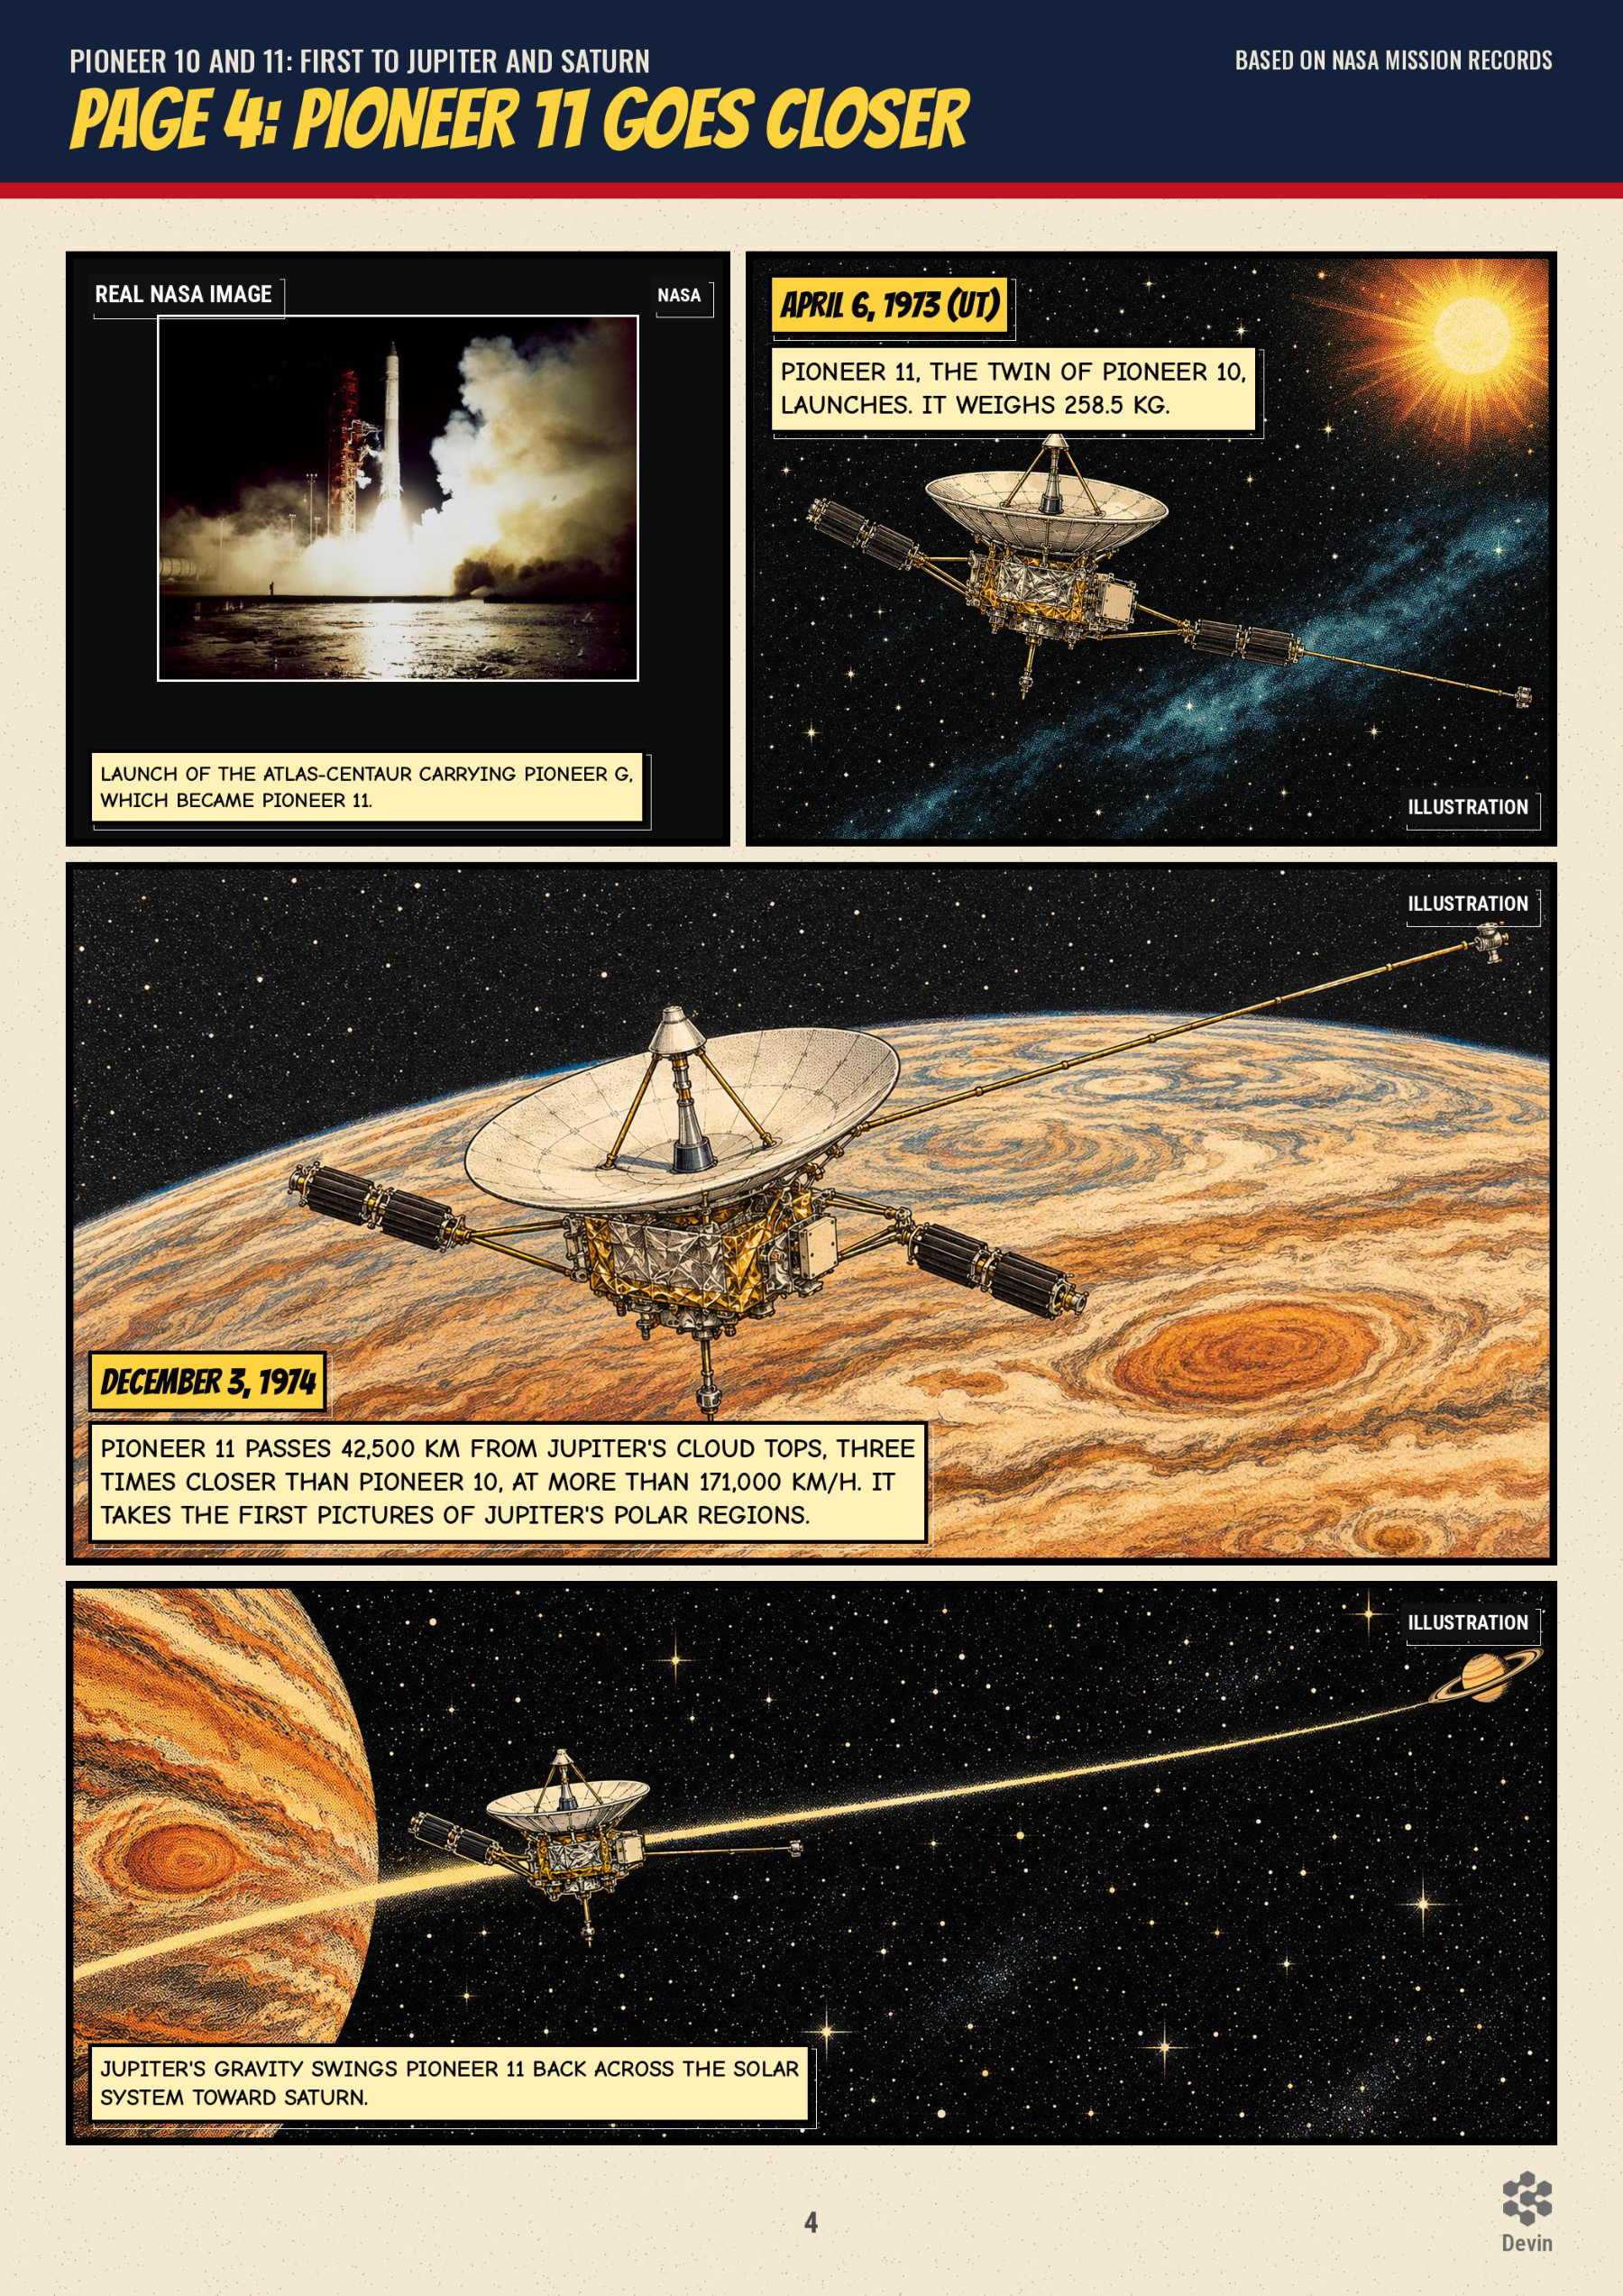 PIONEER 10 AND 11: FIRST TO JUPITER AND SATURN
BASED ON NASA MISSION RECORDS
PAGE 4: PIONEER 11 GOES CLOSER
REAL NASA IMAGE
NASA
LAUNCH OF THE ATLAS-CENTAUR CARRYING PIONEER G,
WHICH BECAME PIONEER 11.
APRIL 6, 1973 (UT)
PIONEER 11, THE TWIN OF PIONEER 10,
LAUNCHES. IT WEIGHS 258.5 KG.
ILLUSTRATION
ILLUSTRATION
DECEMBER 3, 1974
PIONEER 11 PASSES 42,500 KM FROM JUPITER'S CLOUD TOPS, THREE
TIMES CLOSER THAN PIONEER 10, AT MORE THAN 171,000 KM/H. IT
TAKES THE FIRST PICTURES OF JUPITER'S POLAR REGIONS.
ILLUSTRATION
JUPITER'S GRAVITY SWINGS PIONEER 11 BACK ACROSS THE SOLAR
SYSTEM TOWARD SATURN.
4
Devin